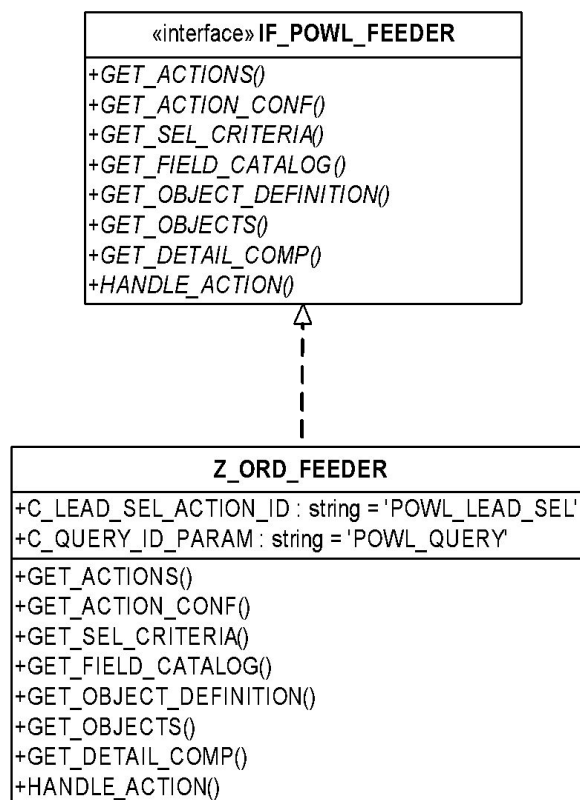 «interface» IF_POWL_FEEDER
+GET_ACTIONS()
+GET_ACTION_CONF()
+GET_SEL_CRITERIA()
+GET_FIELD_CATALOG()
+GET_OBJECT_DEFINITION()
+GET_OBJECTS()
+GET_DETAIL_COMP()
+HANDLE_ACTION()
Z_ORD_FEEDER
+C_LEAD_SEL_ACTION_ID : string = 'POWL_LEAD_SEL'
+C_QUERY_ID_PARAM : string = 'POWL_QUERY'
+GET_ACTIONS()
+GET_ACTION_CONF()
+GET_SEL_CRITERIA()
+GET_FIELD_CATALOG()
+GET_OBJECT_DEFINITION()
+GET_OBJECTS()
+GET_DETAIL_COMP()
+HANDLE_ACTION()